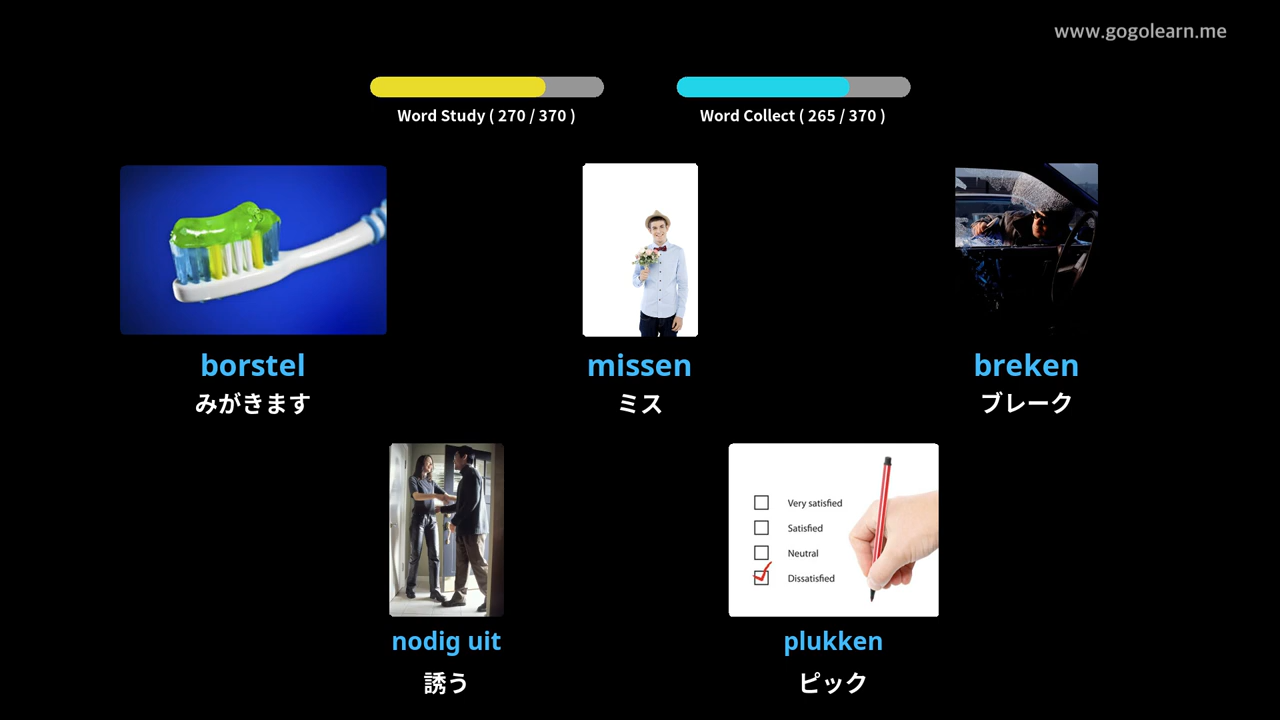 www.gogolearn.me
Word Study ( 270 / 370 )
Word Collect ( 265 / 370 )
borstel
みがきます
missen
ミス
breken
ブレーク
Very satisfied
Satisfied
Neutral
Dissatisfied
nodig uit
誘う
plukken
ピック